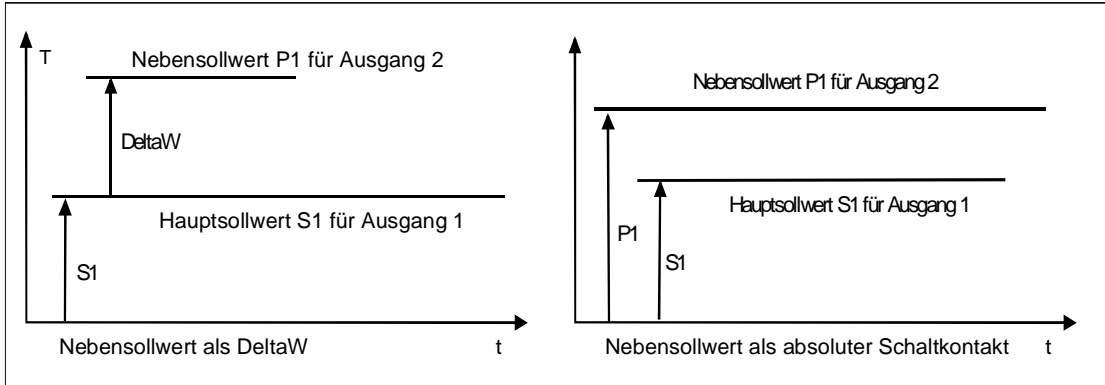 T
Nebensollwert P1 für Ausgang 2
DeltaW
Hauptsollwert S1 für Ausgang 1
S1
Nebensollwert als DeltaW
t
Nebensollwert P1 für Ausgang 2
Hauptsollwert S1 für Ausgang 1
P1
S1
Nebensollwert als absoluter Schaltkontakt
t